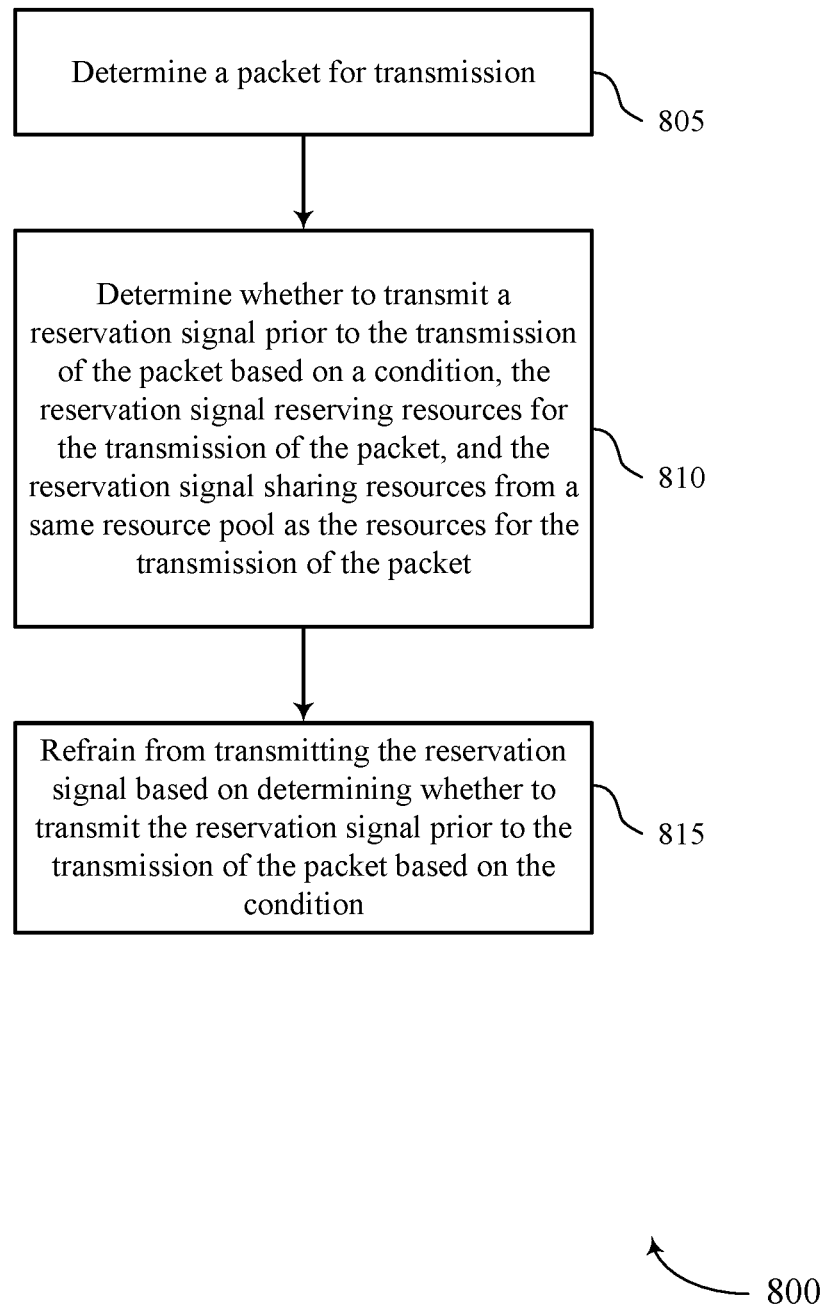 Determine a packet for transmission
805
Determine whether to transmit a
reservation signal prior to the transmission
of the packet based on a condition, the
reservation signal reserving resources for
the transmission of the packet, and the
reservation signal sharing resources from a
same resource pool as the resources for the
transmission of the packet
810
Refrain from transmitting the reservation
signal based on determining whether to
transmit the reservation signal prior to the
transmission of the packet based on the
condition
815
800